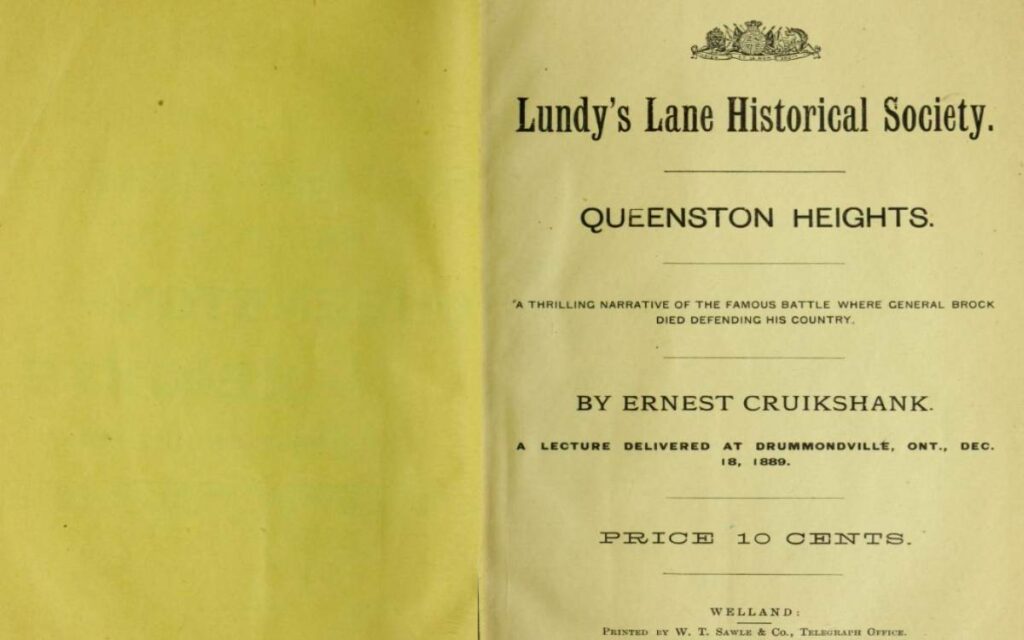 Lundy's Lane Historical Society.
QUEENSTON HEIGHTS.
"A THRILLING NARRATIVE OF THE FAMOUS BATTLE WHERE GENERAL BROCK
DIED DEFENDING HIS COUNTRY.
BY ERNEST CRUIKSHANK.
A LECTURE DELIVERED AT DRUMMONDVILLE, ONT., DEC.
18, 1889.
PRICE 10 CENTS.
WELLAND:
PRINTED BY W. T. SAWLE & CO., TELEGRAPH OFFICE.